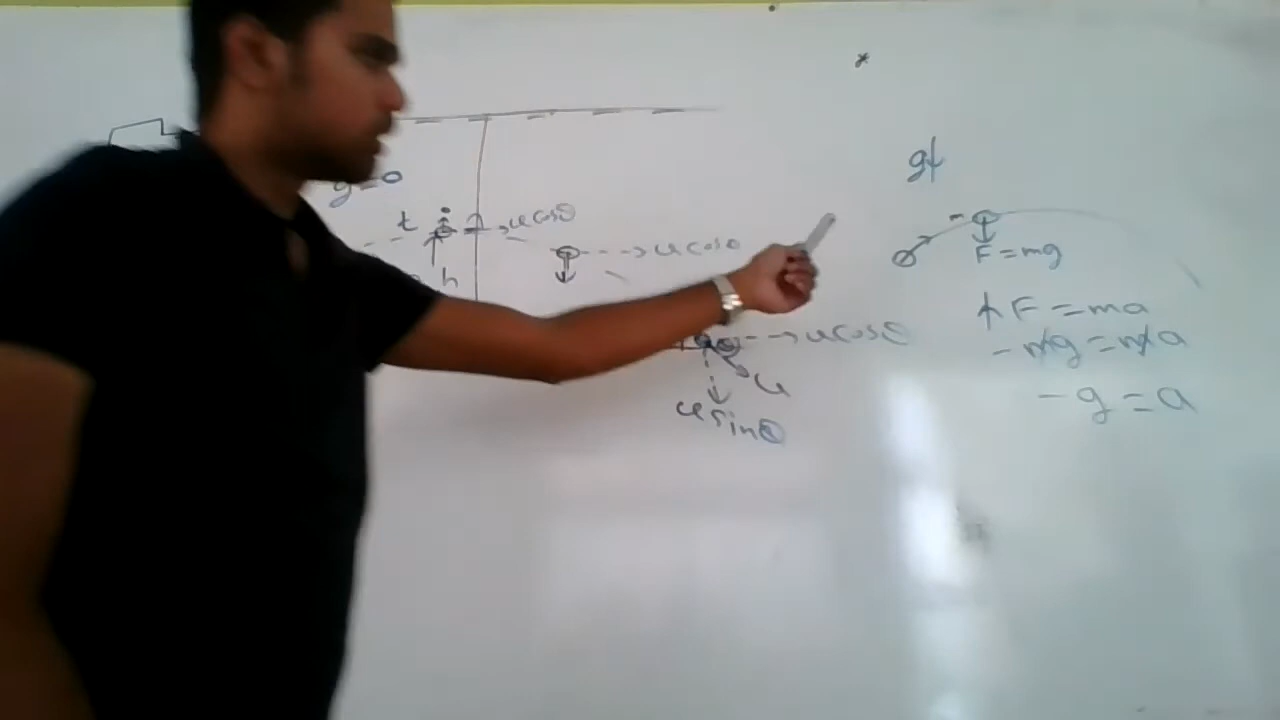 g=0
t
ucosθ
h
ucosθ
ucosθ
u
usinθ
g↓
F=mg
↑F=ma
-mg=ma
-g=a